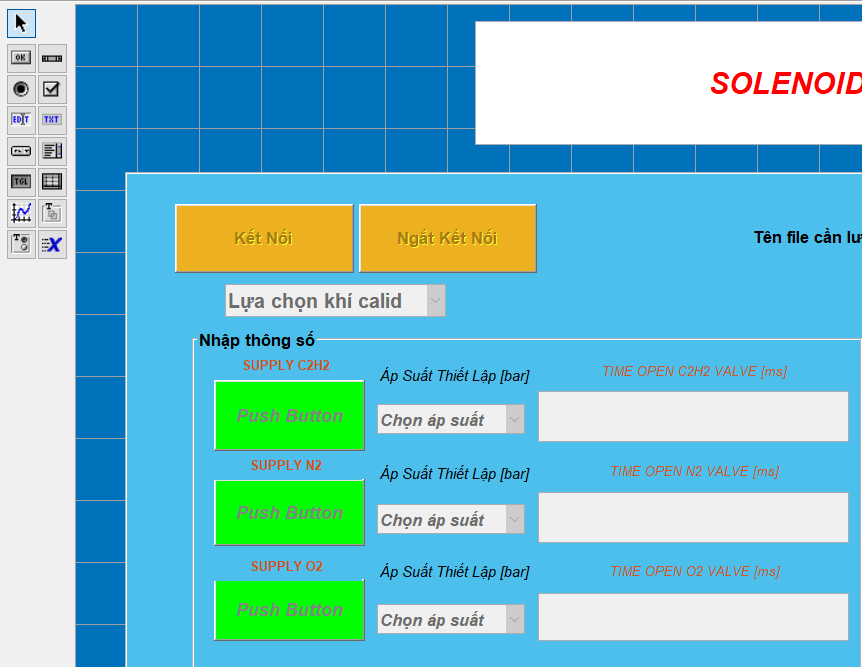 OK
EDIT TXT
TGL
T
T X
SOLENOID
Kết Nối Ngắt Kết Nối Tên file cần lư
Lựa chọn khí calid
Nhập thông số
SUPPLY C2H2 Áp Suất Thiết Lập [bar] TIME OPEN C2H2 VALVE [ms]
Push Button Chọn áp suất
SUPPLY N2 Áp Suất Thiết Lập [bar] TIME OPEN N2 VALVE [ms]
Push Button Chọn áp suất
SUPPLY O2 Áp Suất Thiết Lập [bar] TIME OPEN O2 VALVE [ms]
Push Button Chọn áp suất